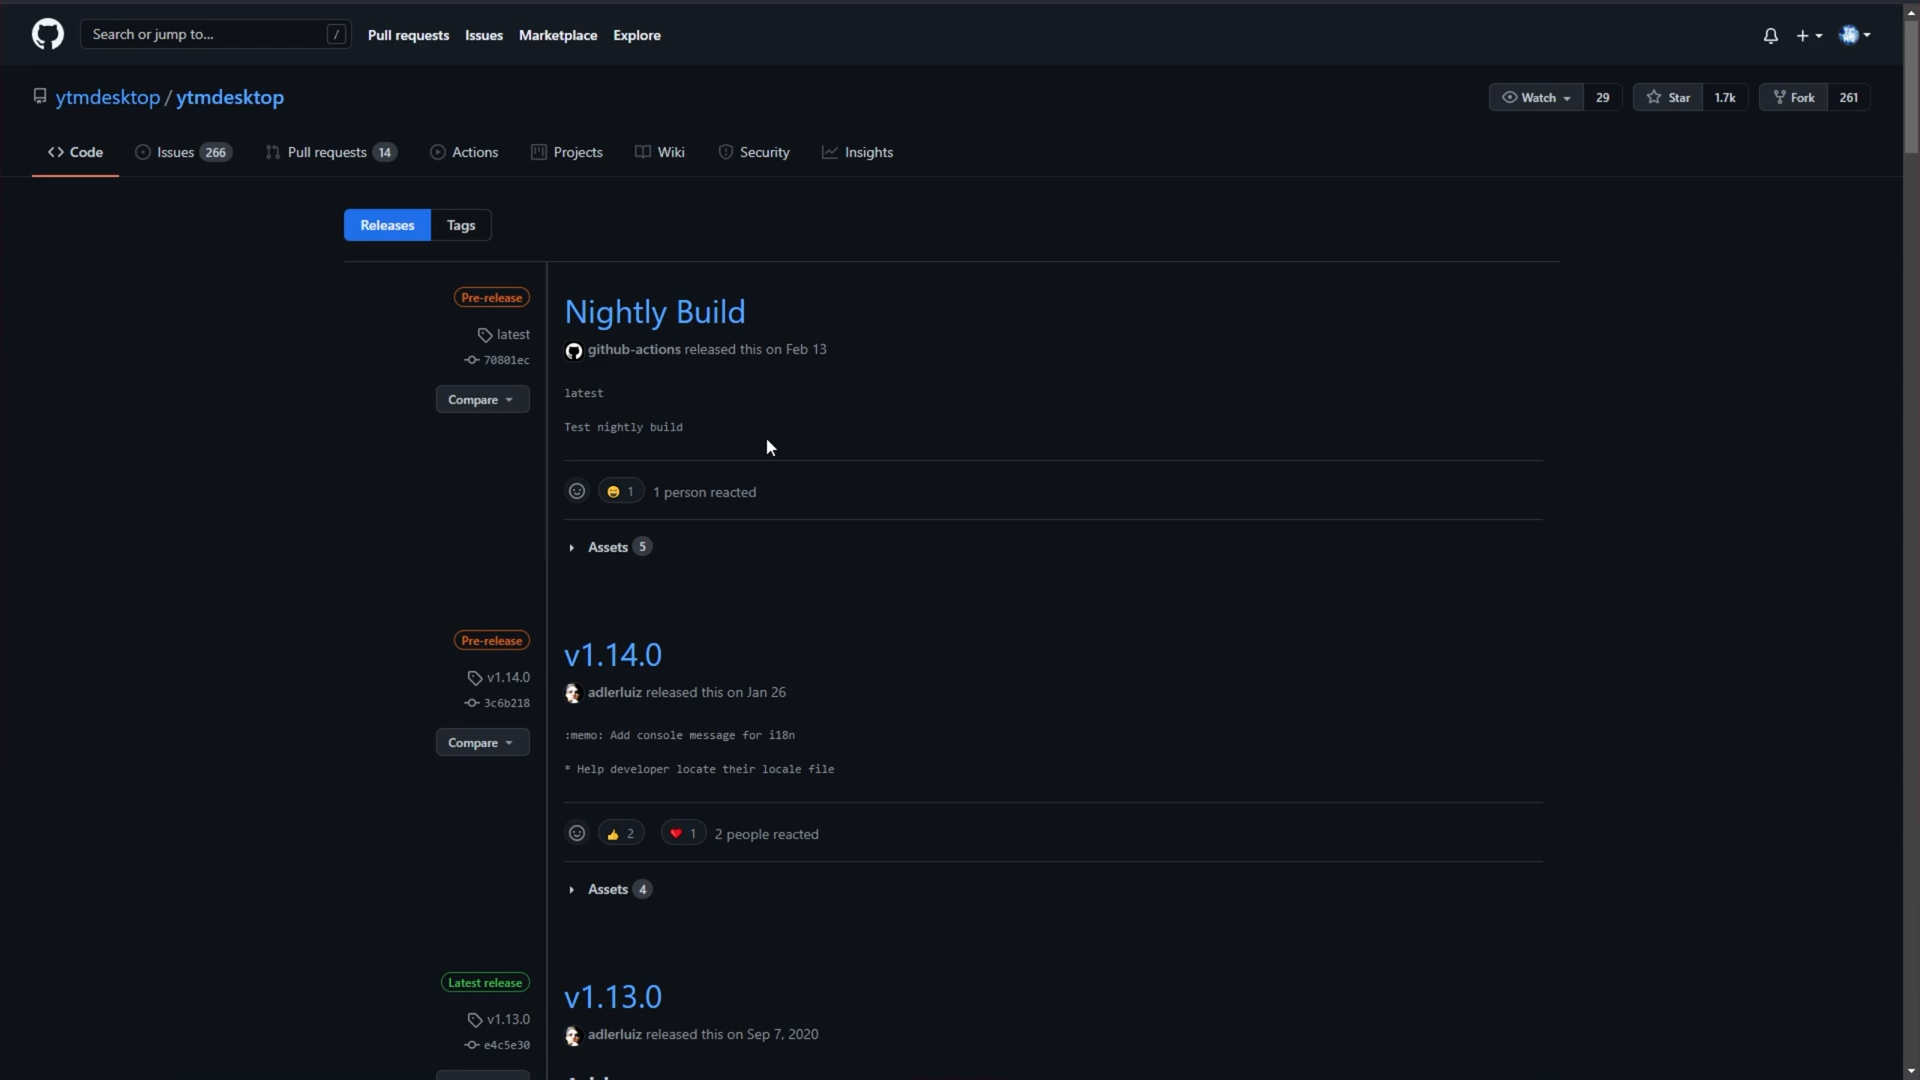 Search or jump to... /
Pull requests Issues Marketplace Explore
ytmdesktop / ytmdesktop
Watch 29 Star 1.7k Fork 261
Code Issues 266 Pull requests 14 Actions Projects Wiki Security Insights
Releases Tags
Pre-release
latest
70801ec
Compare
Nightly Build
github-actions released this on Feb 13
latest
Test nightly build
1 1 person reacted
Assets 5
Pre-release
v1.14.0
3c6b218
Compare
v1.14.0
adlerluiz released this on Jan 26
:memo: Add console message for i18n
* Help developer locate their locale file
2 1 2 people reacted
Assets 4
Latest release
v1.13.0
e4c5e30
v1.13.0
adlerluiz released this on Sep 7, 2020